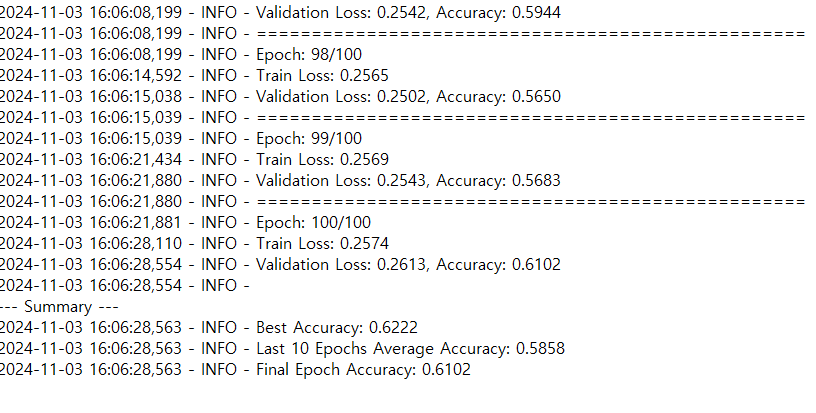 2024-11-03 16:06:08,199 - INFO - Validation Loss: 0.2542, Accuracy: 0.5944
2024-11-03 16:06:08,199 - INFO - ==================================================
2024-11-03 16:06:08,199 - INFO - Epoch: 98/100
2024-11-03 16:06:14,592 - INFO - Train Loss: 0.2565
2024-11-03 16:06:15,038 - INFO - Validation Loss: 0.2502, Accuracy: 0.5650
2024-11-03 16:06:15,039 - INFO - ==================================================
2024-11-03 16:06:15,039 - INFO - Epoch: 99/100
2024-11-03 16:06:21,434 - INFO - Train Loss: 0.2569
2024-11-03 16:06:21,880 - INFO - Validation Loss: 0.2543, Accuracy: 0.5683
2024-11-03 16:06:21,880 - INFO - ==================================================
2024-11-03 16:06:21,881 - INFO - Epoch: 100/100
2024-11-03 16:06:28,110 - INFO - Train Loss: 0.2574
2024-11-03 16:06:28,554 - INFO - Validation Loss: 0.2613, Accuracy: 0.6102
2024-11-03 16:06:28,554 - INFO -
--- Summary ---
2024-11-03 16:06:28,563 - INFO - Best Accuracy: 0.6222
2024-11-03 16:06:28,563 - INFO - Last 10 Epochs Average Accuracy: 0.5858
2024-11-03 16:06:28,563 - INFO - Final Epoch Accuracy: 0.6102